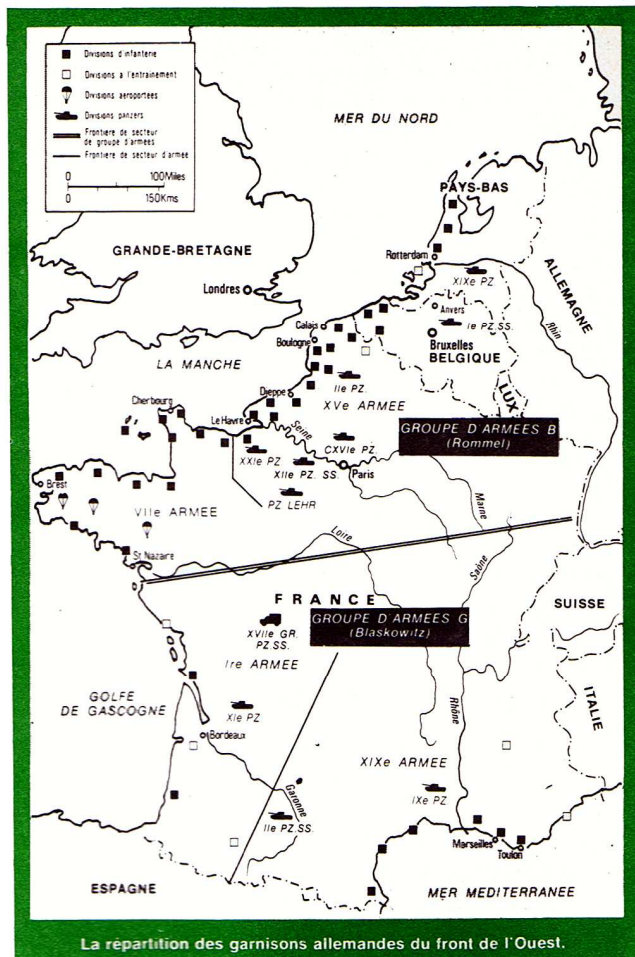 Divisions d'infanterie
Divisions a l'entrainement
Divisions aéroportées
Divisions panzers
Frontière de secteur
de groupe d'armées
Frontière de secteur d'armée
0 100Miles
0 150Kms
MER DU NORD
PAYS-BAS
GRANDE-BRETAGNE
Rotterdam
ALLEMAGNE
Londres
XIXe PZ
Anvers
Ie PZ.SS.
Rhin
Calais
Boulogne
Bruxelles
BELGIQUE
LA MANCHE
IIe PZ.
LUX
Dieppe
XVe ARMÉE
Cherbourg
Le Havre
Seine
GROUPE D'ARMEES B
(Rommel)
CXVIe PZ.
XXIe PZ
XIIe PZ. SS.
Paris
Brest
PZ LEHR
Marne
VIIe ARMEE
Loire
St Nazaire
Saône
FRANCE
SUISSE
GROUPE D'ARMEES G
(Blaskowitz)
XVIIe GR.
PZ.SS.
Ire ARMEE
ITALIE
GOLFE
DE GASCOGNE
XIe PZ
Rhône
Bordeaux
XIXe ARMEE
Garonne
IXe PZ.
IIe PZ.SS.
Marseilles
Toulon
ESPAGNE
MER MEDITERRANEE
La répartition des garnisons allemandes du front de l'Ouest.